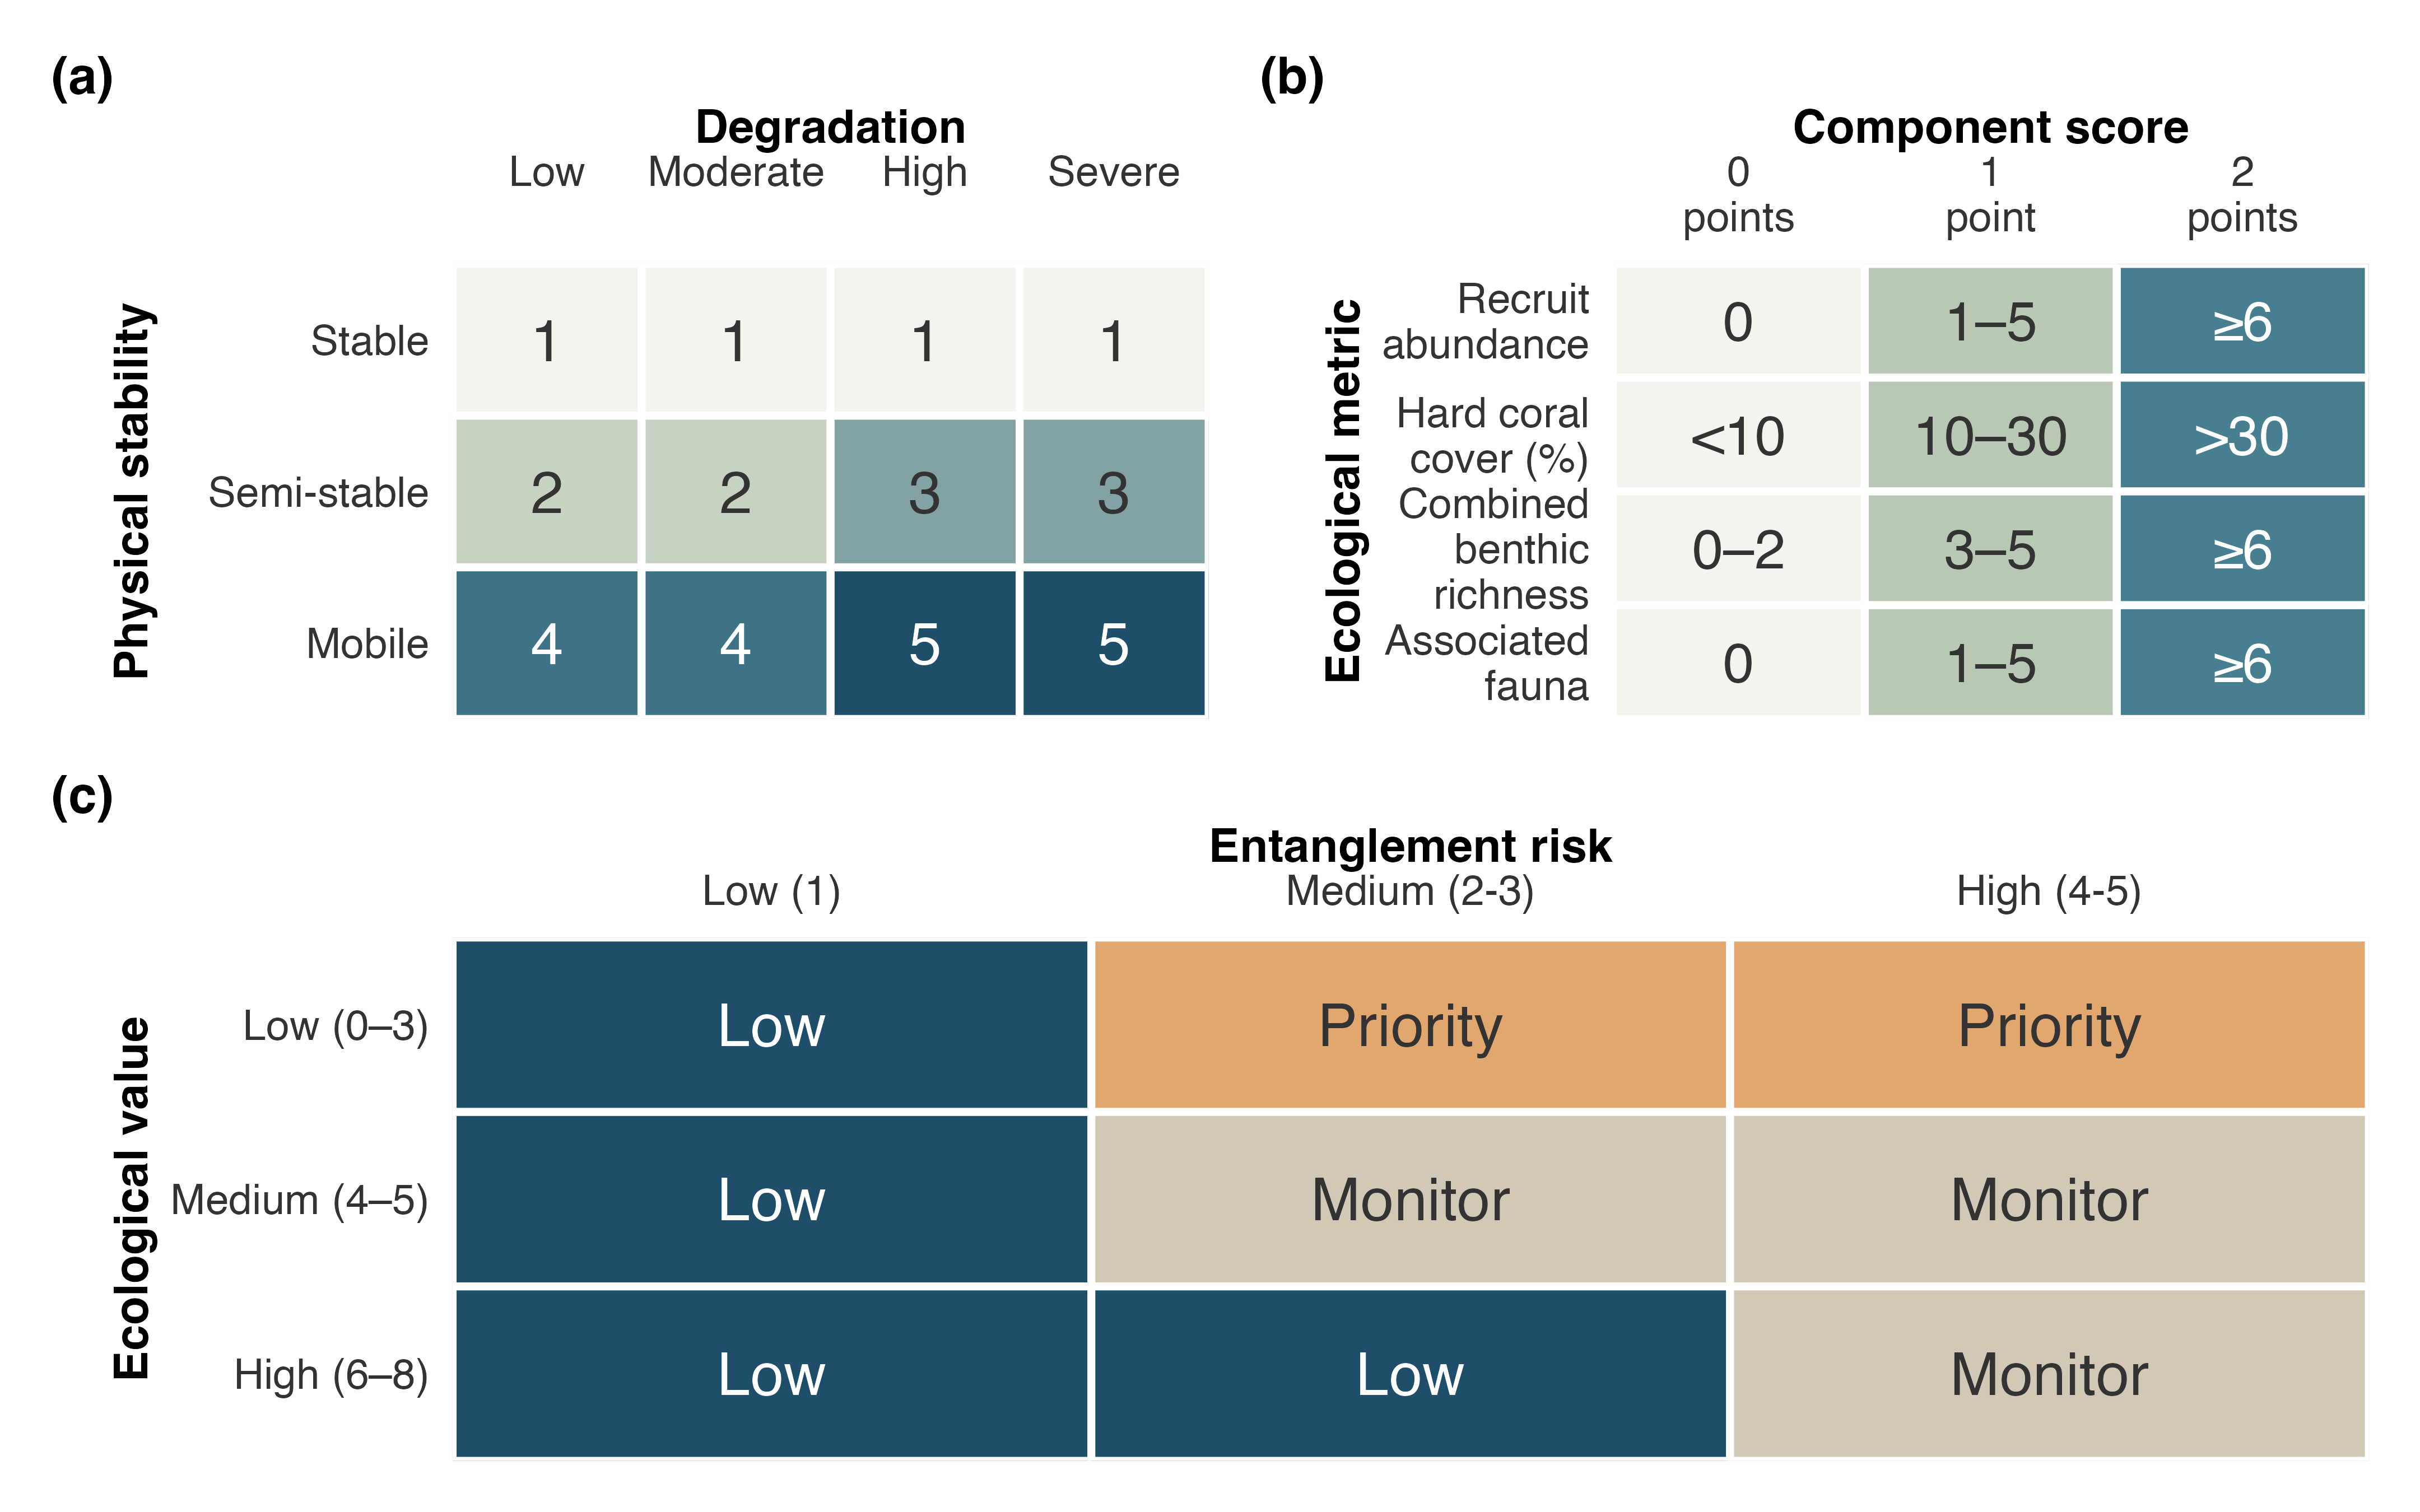 (a)
Degradation
Low Moderate High Severe
Physical stability
Stable 1 1 1 1
Semi-stable 2 2 3 3
Mobile 4 4 5 5
(b)
Component score
0 1 2
points point points
Ecological metric
Recruit
abundance 0 1–5 ≥6
Hard coral
cover (%) <10 10–30 >30
Combined
benthic
richness 0–2 3–5 ≥6
Associated
fauna 0 1–5 ≥6
(c)
Entanglement risk
Low (1) Medium (2-3) High (4-5)
Ecological value
Low (0–3) Low Priority Priority
Medium (4–5) Low Monitor Monitor
High (6–8) Low Low Monitor